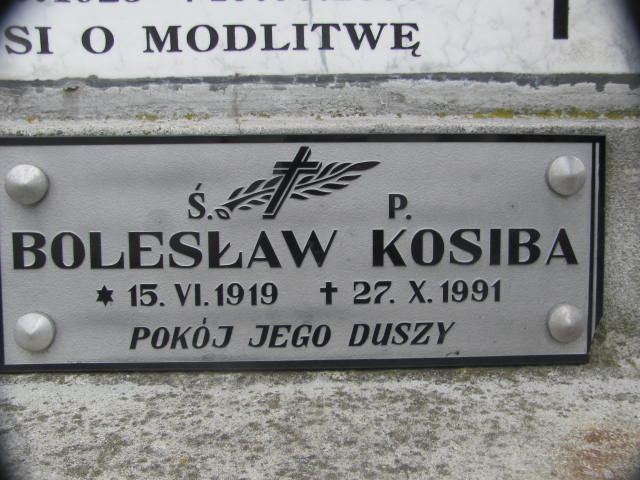 SI O MODLITWĘ
Ś. P.
BOLESŁAW KOSIBA
✶ 15. VI. 1919 ✝ 27. X. 1991
POKÓJ JEGO DUSZY